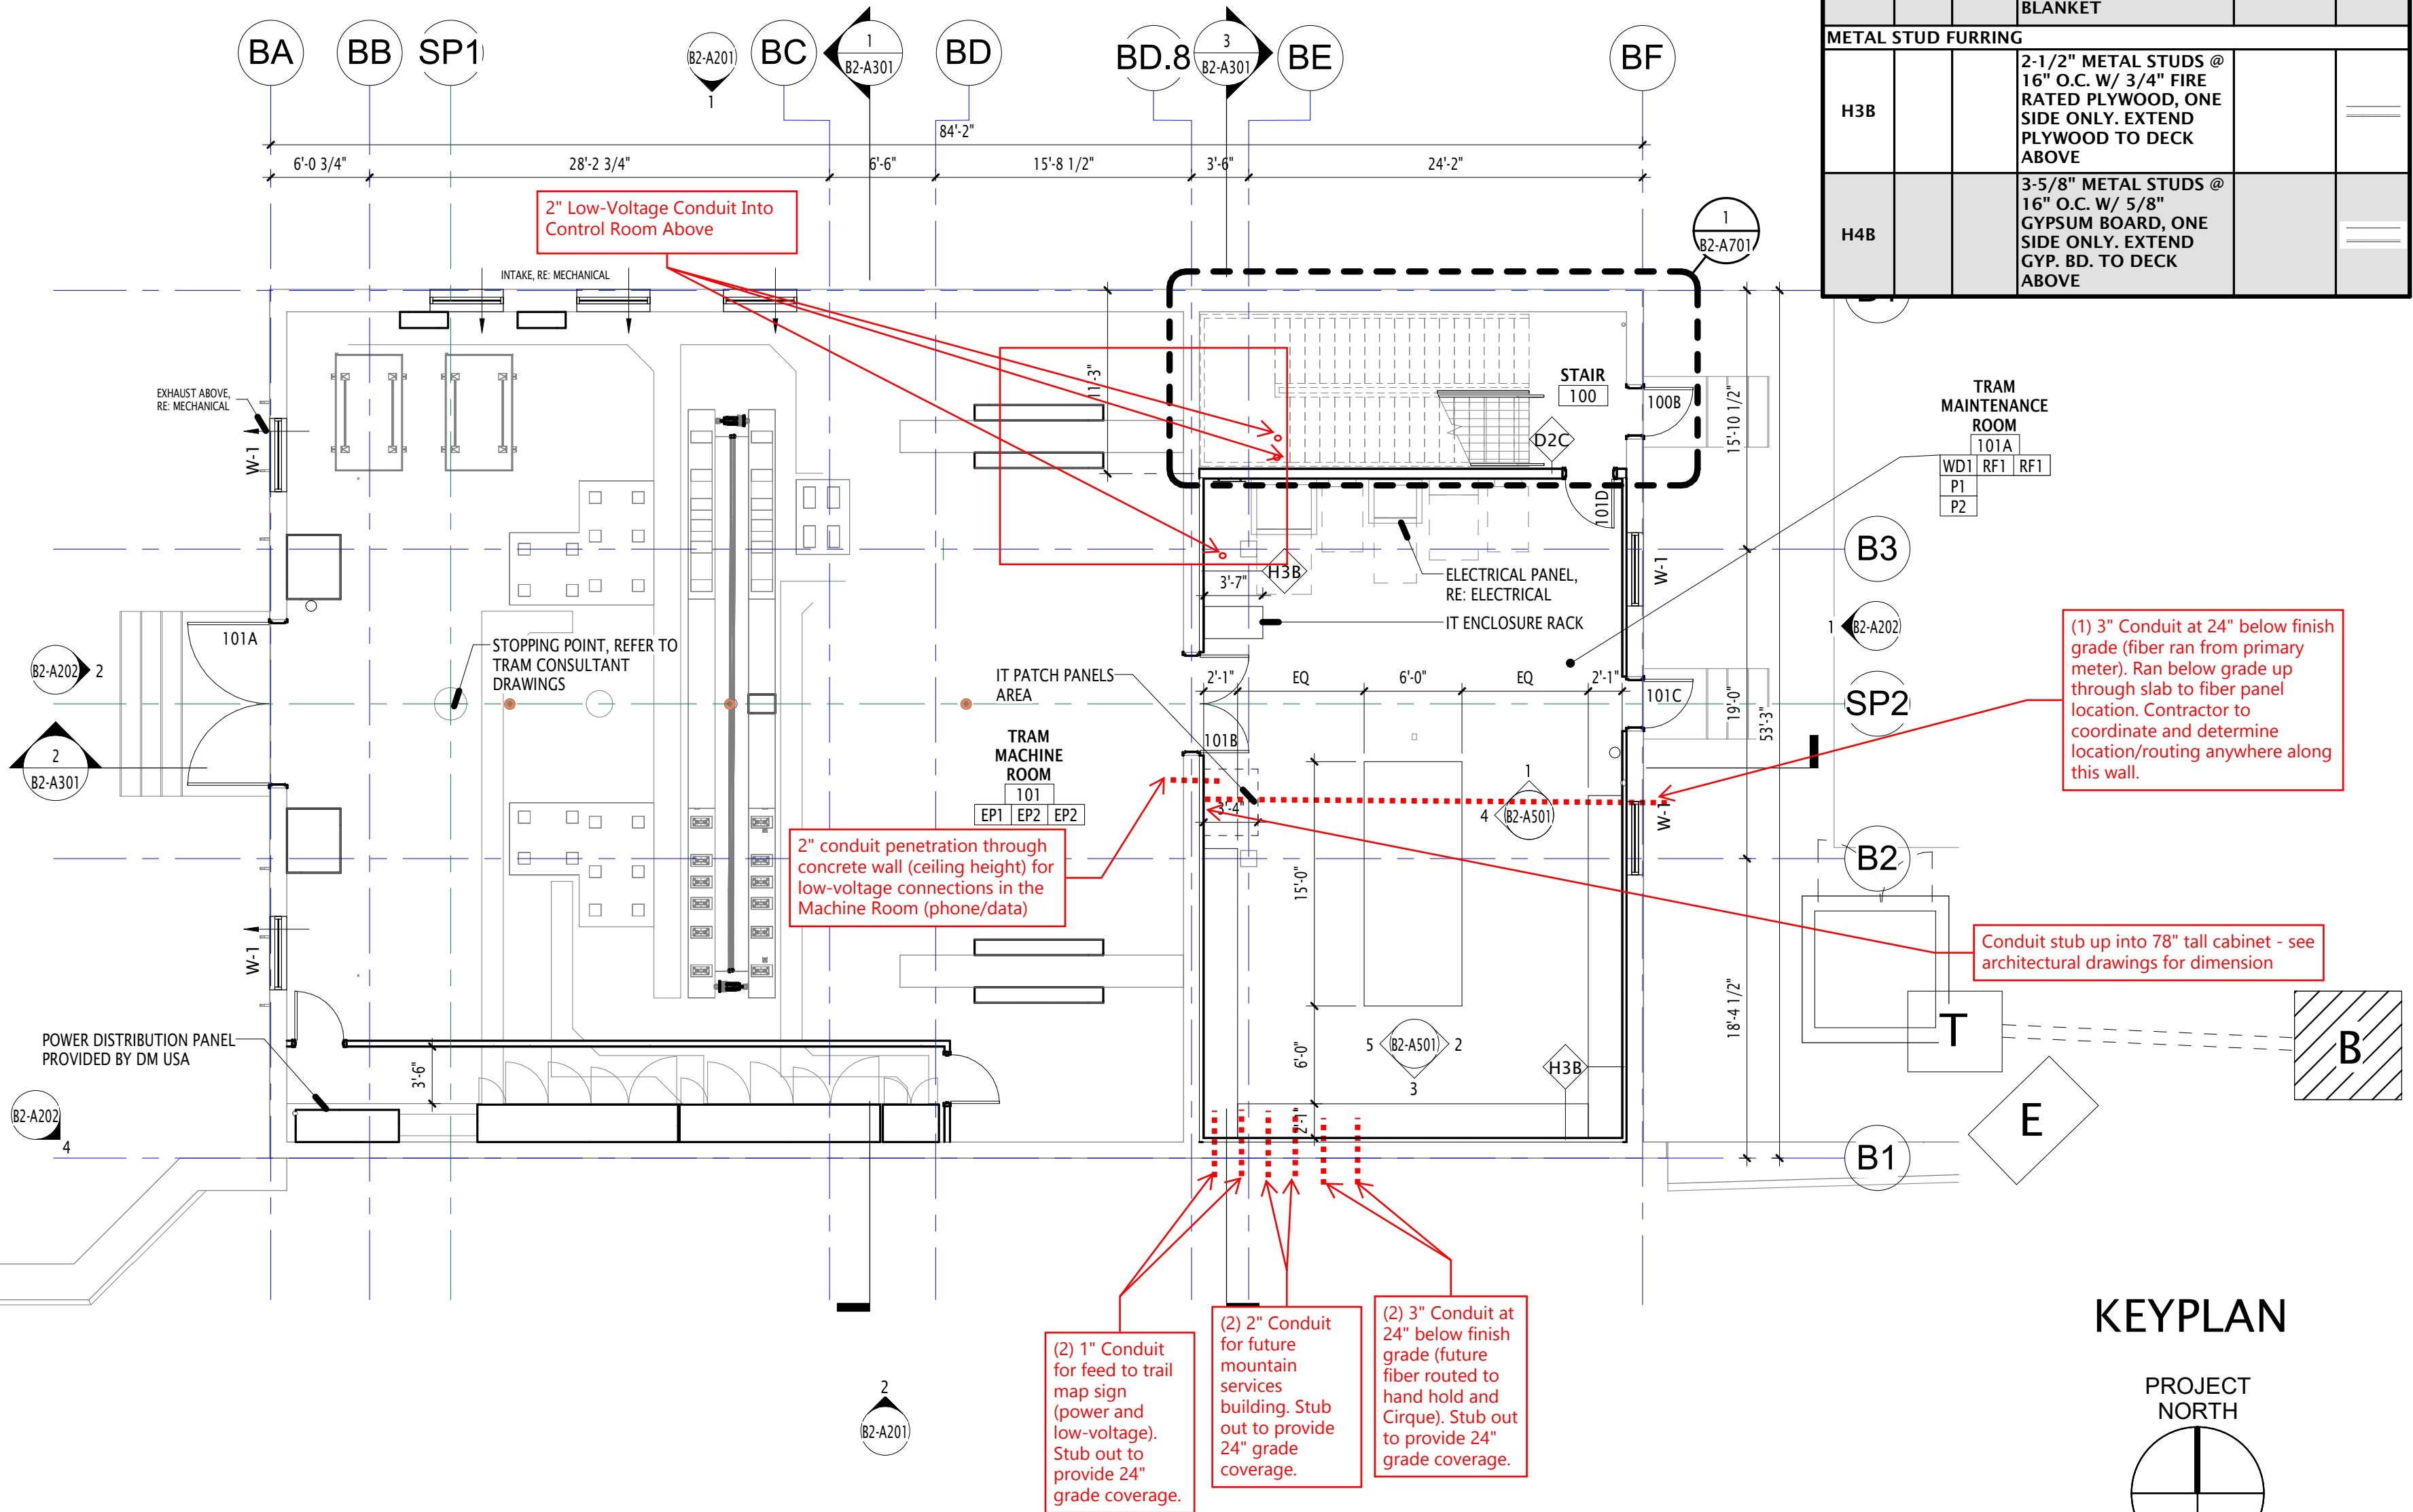 BLANKET
METAL STUD FURRING
H3B
2-1/2" METAL STUDS @
16" O.C. W/ 3/4" FIRE
RATED PLYWOOD, ONE
SIDE ONLY. EXTEND
PLYWOOD TO DECK
ABOVE
H4B
3-5/8" METAL STUDS @
16" O.C. W/ 5/8"
GYPSUM BOARD, ONE
SIDE ONLY. EXTEND
GYP. BD. TO DECK
ABOVE
BA
BB
SP1
B2-A201
1
BC
1
B2-A301
BD
BD.8
3
B2-A301
BE
BF
84'-2"
6'-0 3/4"
28'-2 3/4"
6'-6"
15'-8 1/2"
3'-6"
24'-2"
2" Low-Voltage Conduit Into
Control Room Above
1
B2-A701
INTAKE, RE: MECHANICAL
EXHAUST ABOVE,
RE: MECHANICAL
W-1
11'-3"
STAIR
100
100B
D2C
101D
15'-10 1/2"
TRAM
MAINTENANCE
ROOM
101A
WD1 RF1 RF1
P1
P2
B3
W-1
H3B
3'-7"
ELECTRICAL PANEL,
RE: ELECTRICAL
IT ENCLOSURE RACK
1
B2-A202
(1) 3" Conduit at 24" below finish
grade (fiber ran from primary
meter). Ran below grade up
through slab to fiber panel
location. Contractor to
coordinate and determine
location/routing anywhere along
this wall.
101A
B2-A202
2
STOPPING POINT, REFER TO
TRAM CONSULTANT
DRAWINGS
IT PATCH PANELS
AREA
2'-1"
EQ
6'-0"
EQ
2'-1"
101C
19'-0"
53'-3"
SP2
2
B2-A301
101B
TRAM
MACHINE
ROOM
101
EP1 EP2 EP2
3'-4"
1
4
B2-A501
W-1
2" conduit penetration through
concrete wall (ceiling height) for
low-voltage connections in the
Machine Room (phone/data)
B2
15'-0"
Conduit stub up into 78" tall cabinet - see
architectural drawings for dimension
W-1
18'-4 1/2"
T
B
E
POWER DISTRIBUTION PANEL
PROVIDED BY DM USA
3'-6"
6'-0"
5
B2-A501
2
3
H3B
B2-A202
4
2'-1"
B1
(2) 1" Conduit
for feed to trail
map sign
(power and
low-voltage).
Stub out to
provide 24"
grade coverage.
(2) 2" Conduit
for future
mountain
services
building. Stub
out to provide
24" grade
coverage.
(2) 3" Conduit at
24" below finish
grade (future
fiber routed to
hand hold and
Cirque). Stub out
to provide 24"
grade coverage.
2
B2-A201
KEYPLAN
PROJECT
NORTH